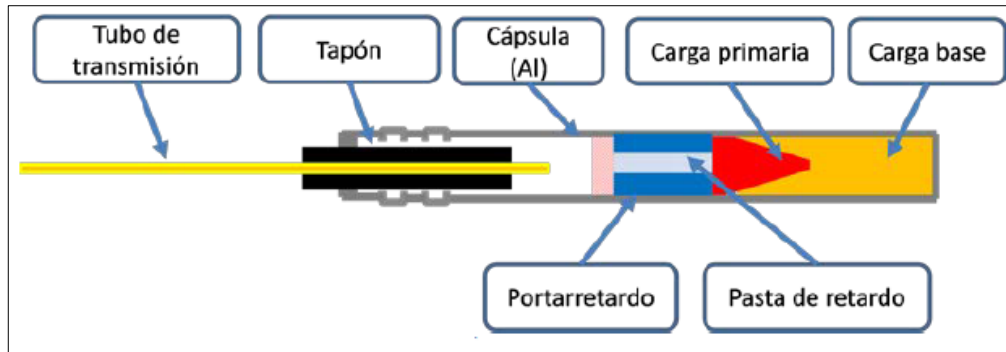 Tubo de
transmisión
Tapón
Cápsula
(Al)
Carga primaria
Carga base
Portarretardo
Pasta de retardo